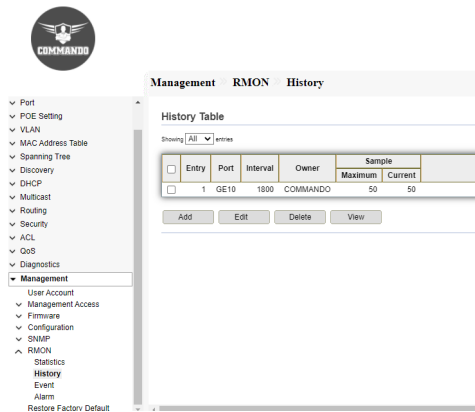 COMMANDO
Management RMON History
Port
POE Setting
VLAN
MAC Address Table
Spanning Tree
Discovery
DHCP
Multicast
Routing
Security
ACL
QoS
Diagnostics
Management
User Account
Management Access
Firmware
Configuration
SNMP
RMON
Statistics
History
Event
Alarm
Restore Factory Default
History Table
Showing All entries
Entry Port Interval Owner Sample
Maximum Current
1 GE10 1800 COMMANDO 50 50
Add Edit Delete View